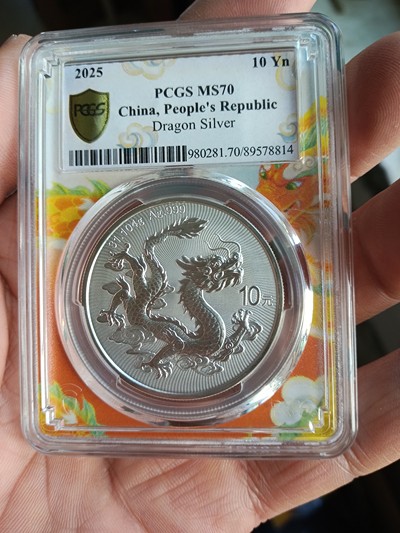 2025 10 Yn
PCGS MS70
China, People's Republic
Dragon Silver
PCGS
980281.70/89578814
10元